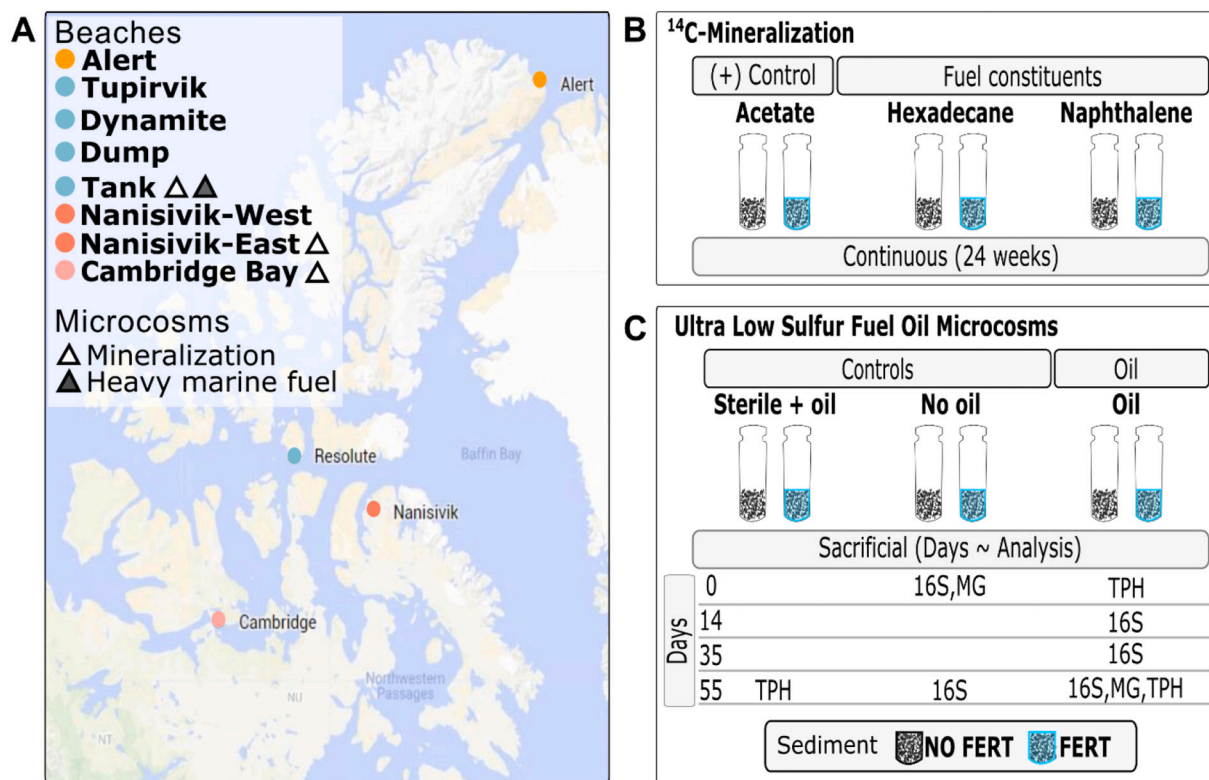 A
Beaches
Alert
Tupirvik
Dynamite
Dump
Tank
Nanisivik-West
Nanisivik-East
Cambridge Bay
Microcosms
Mineralization
Heavy marine fuel
Alert
Resolute
Baffin Bay
Nanisivik
Cambridge
Northwestern
Passages
NU
NT
B
14C-Mineralization
(+) Control Fuel constituents
Acetate Hexadecane Naphthalene
Continuous (24 weeks)
C
Ultra Low Sulfur Fuel Oil Microcosms
Controls Oil
Sterile + oil No oil Oil
Sacrificial (Days ~ Analysis)
Days
0 16S,MG TPH
14 16S
35 16S
55 TPH 16S 16S,MG,TPH
Sediment NO FERT FERT